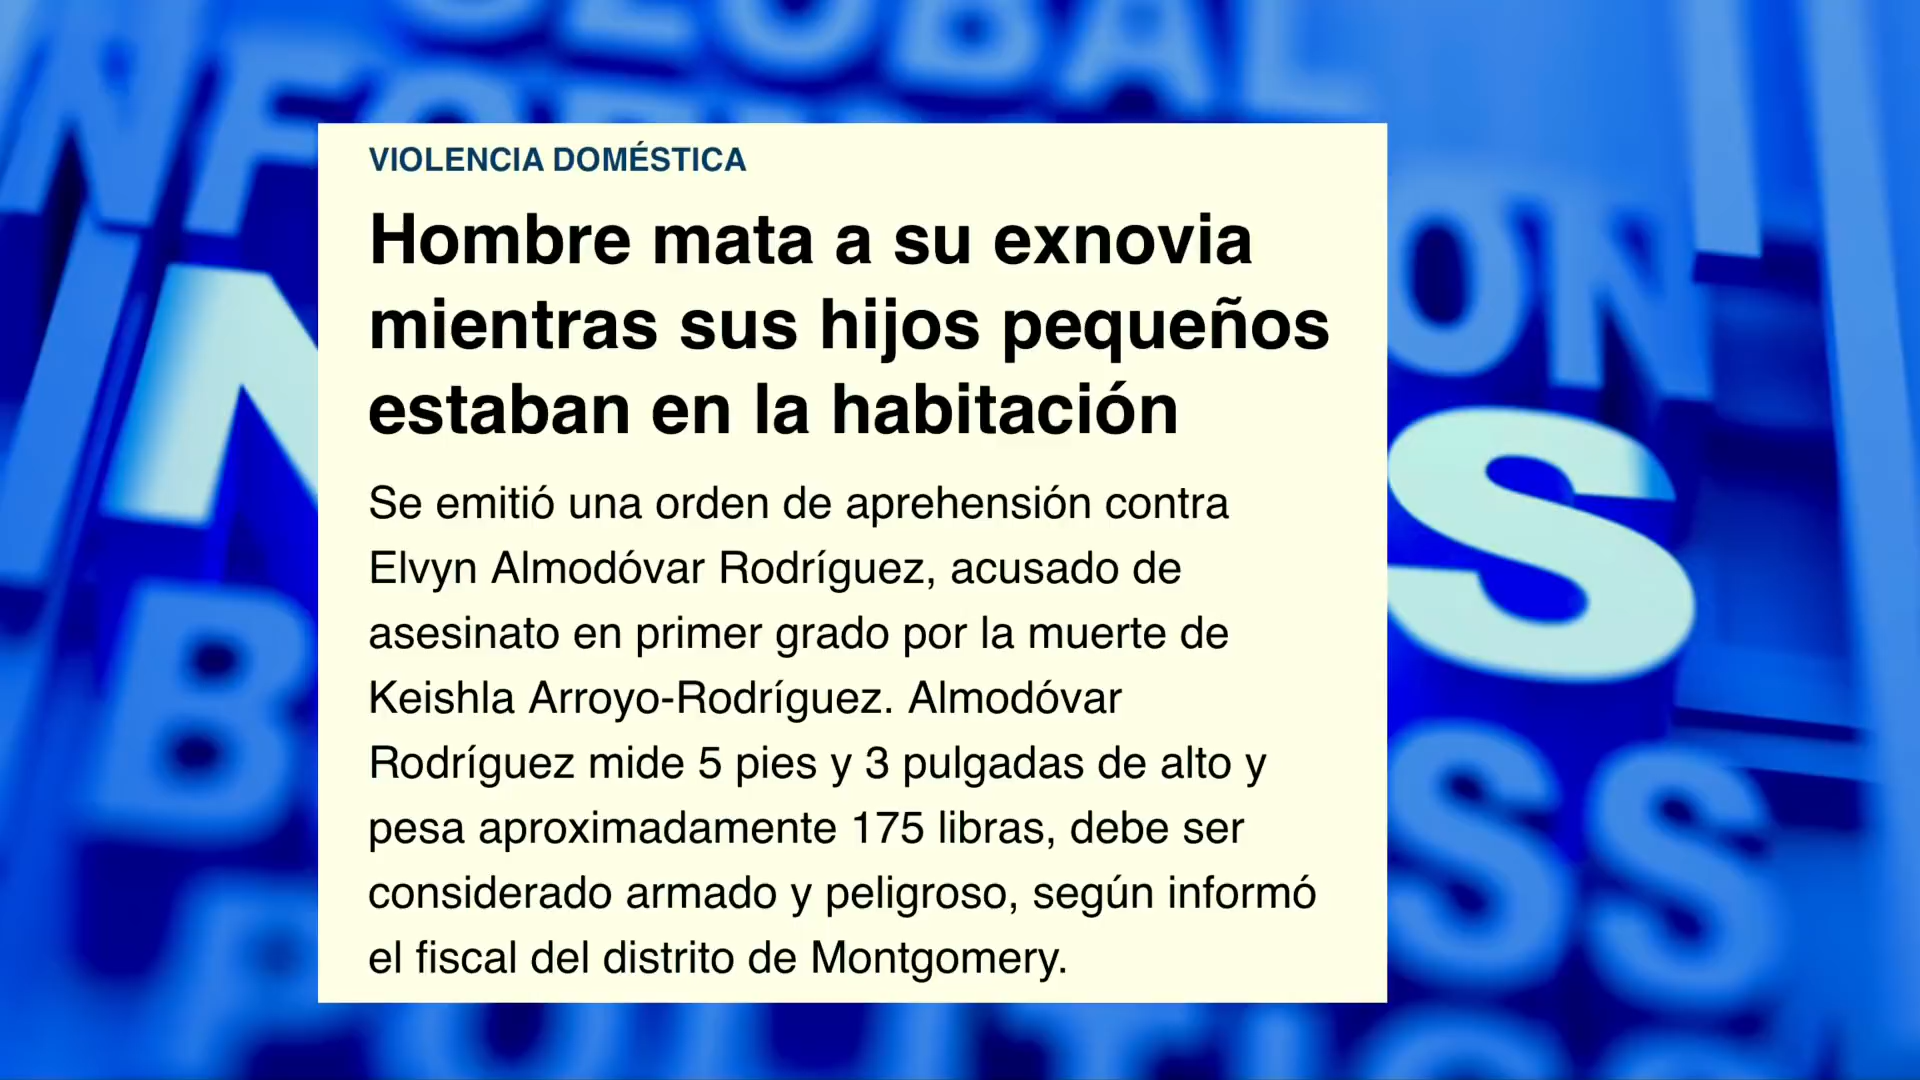 GLOBAL
VIOLENCIA DOMÉSTICA
Hombre mata a su exnovia
mientras sus hijos pequeños
estaban en la habitación
Se emitió una orden de aprehensión contra
Elvyn Almodóvar Rodríguez, acusado de
asesinato en primer grado por la muerte de
Keishla Arroyo-Rodríguez. Almodóvar
Rodríguez mide 5 pies y 3 pulgadas de alto y
pesa aproximadamente 175 libras, debe ser
considerado armado y peligroso, según informó
el fiscal del distrito de Montgomery.